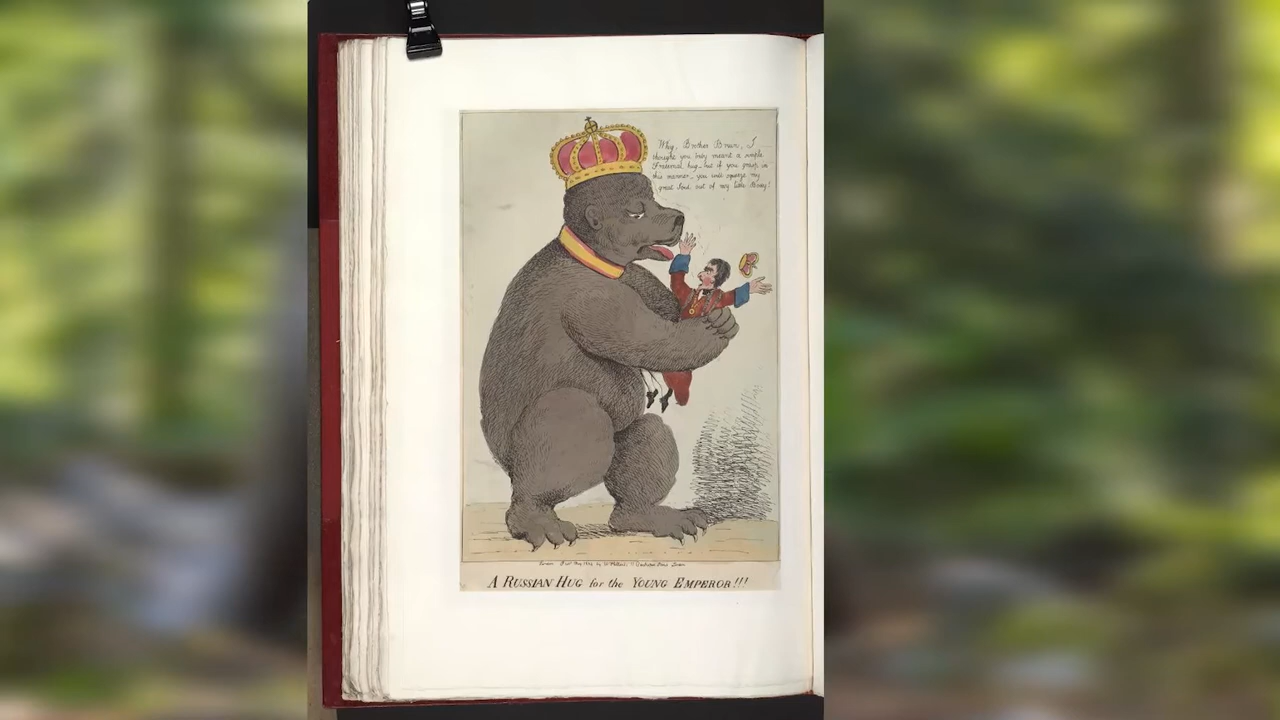 Why, Brother Bruin, I
thought you only meant a simple
Fraternal hug but if you grasp in
this manner you will squeeze my
great Soul out of my little Body!
A RUSSIAN HUG for the YOUNG EMPEROR!!!